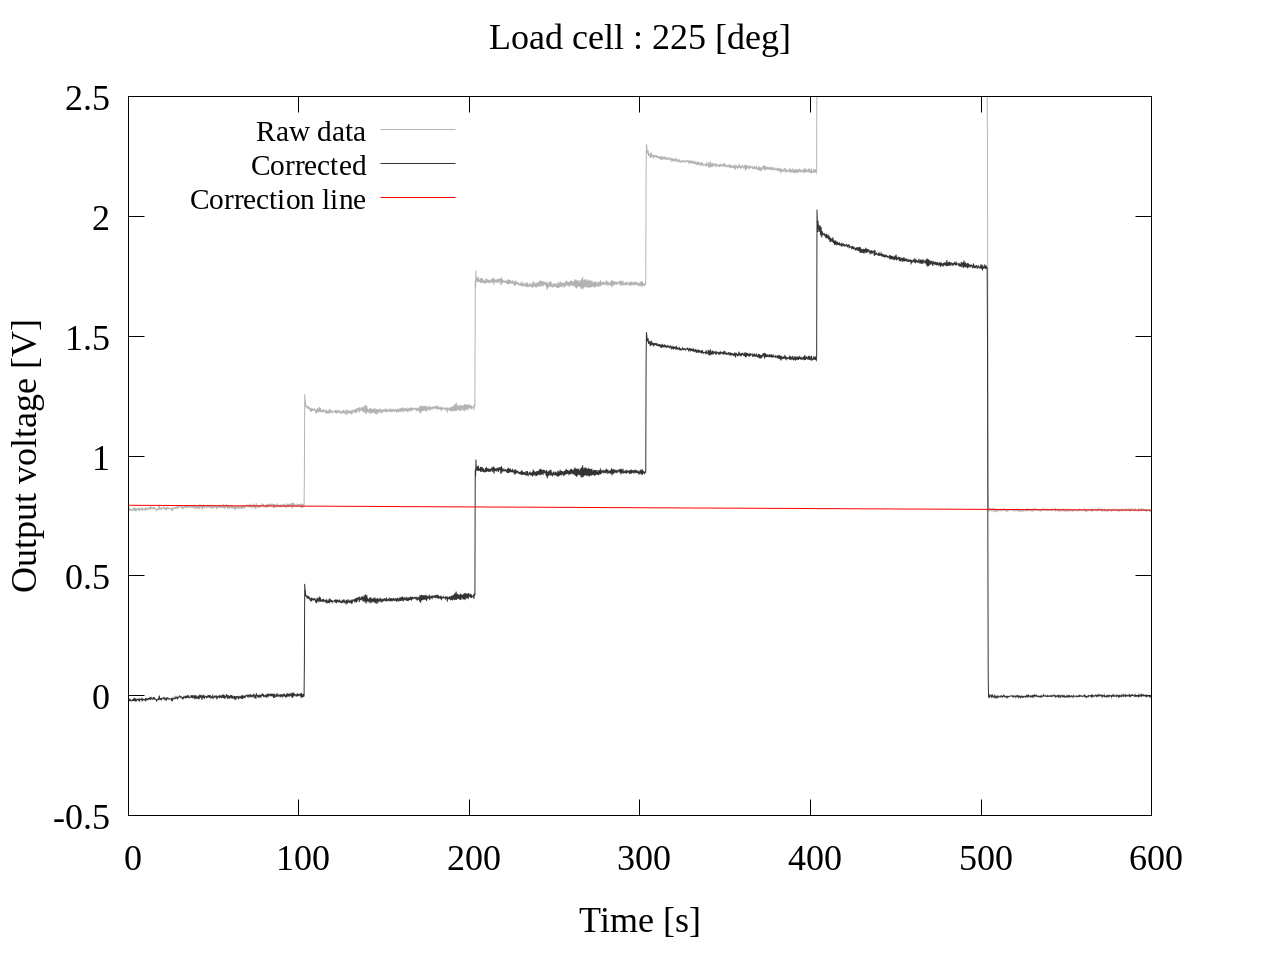 Load cell : 225 [deg]
Raw data
Corrected
Correction line
2.5
2
1.5
1
0.5
0
-0.5
Output voltage [V]
0 100 200 300 400 500 600
Time [s]